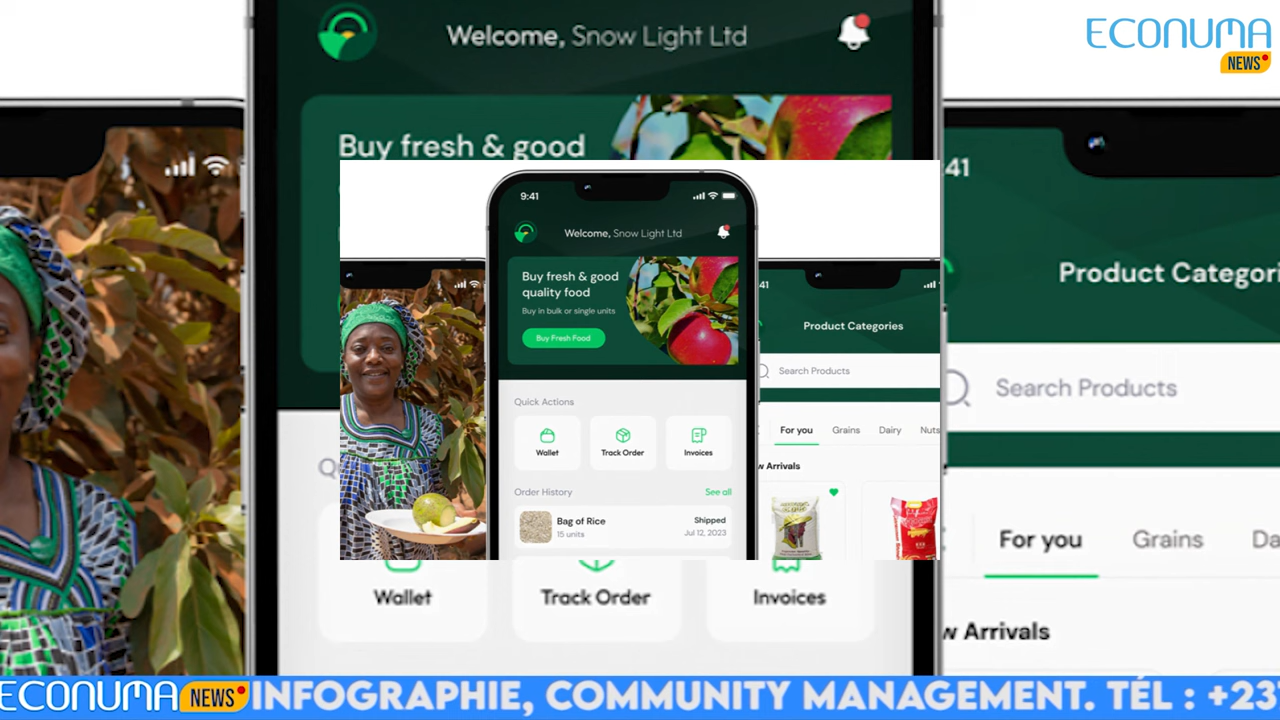 Welcome, Snow Light Ltd
ECONUMA
NEWS
Buy fresh & good
41
Product Categori
Search Products
For you
Grains
Da
w Arrivals
Wallet
Track Order
Invoices
9:41
Welcome, Snow Light Ltd
Buy fresh & good
quality food
Buy in bulk or single units
Buy Fresh Food
Quick Actions
Wallet
Track Order
Invoices
Order History
See all
Bag of Rice
15 units
Shipped
Jul 12, 2023
41
Product Categories
Search Products
For you
Grains
Dairy
Nuts
w Arrivals
ECONUMA NEWS INFOGRAPHIE, COMMUNITY MANAGEMENT. TÉL : +23